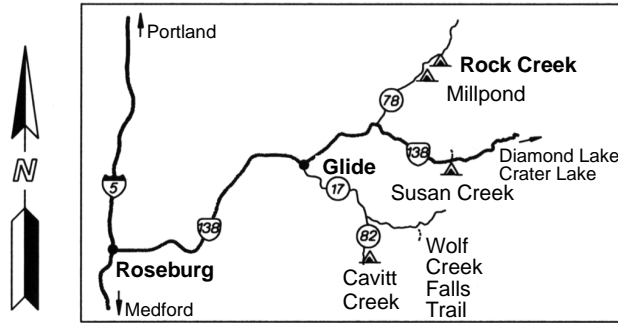 Portland
Rock Creek
78
Millpond
138
Diamond Lake
Crater Lake
N
Glide
17
Susan Creek
5
138
82
Wolf
Creek
Falls
Trail
Roseburg
Cavitt
Creek
Medford